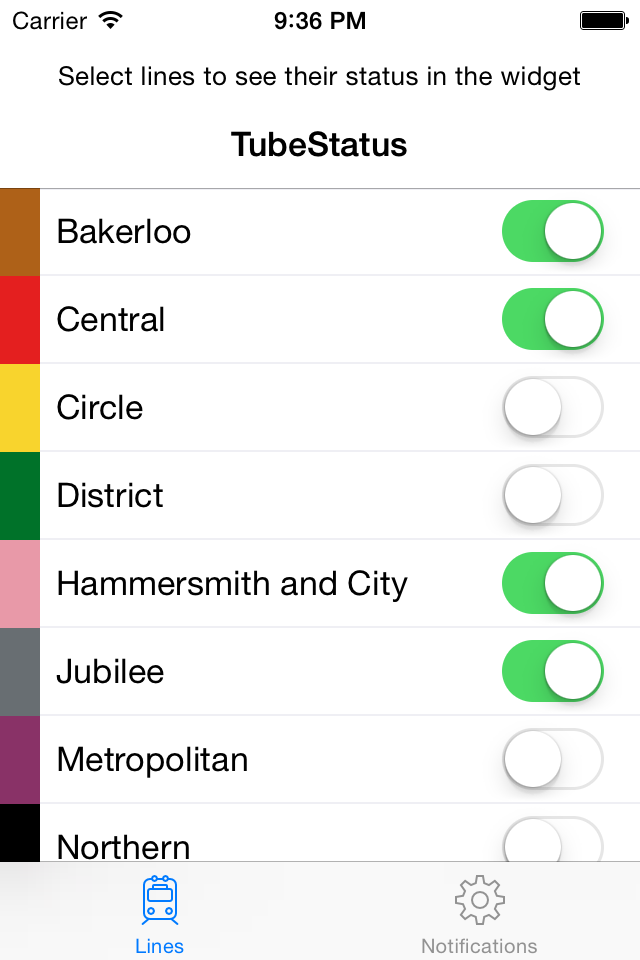 Carrier 9:36 PM
Select lines to see their status in the widget
TubeStatus
Bakerloo
Central
Circle
District
Hammersmith and City
Jubilee
Metropolitan
Northern
Lines Notifications